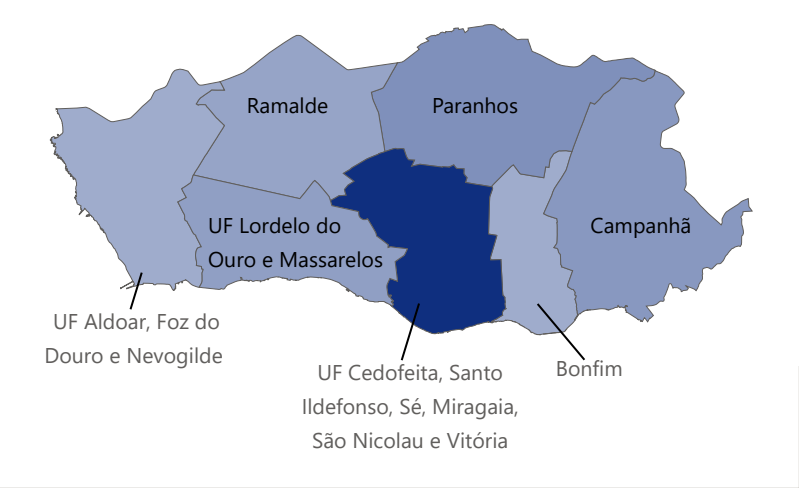 Ramalde
Paranhos
UF Lordelo do
Ouro e Massarelos
Campanhã
UF Aldoar, Foz do
Douro e Nevogilde
UF Cedofeita, Santo
Ildefonso, Sé, Miragaia,
São Nicolau e Vitória
Bonfim